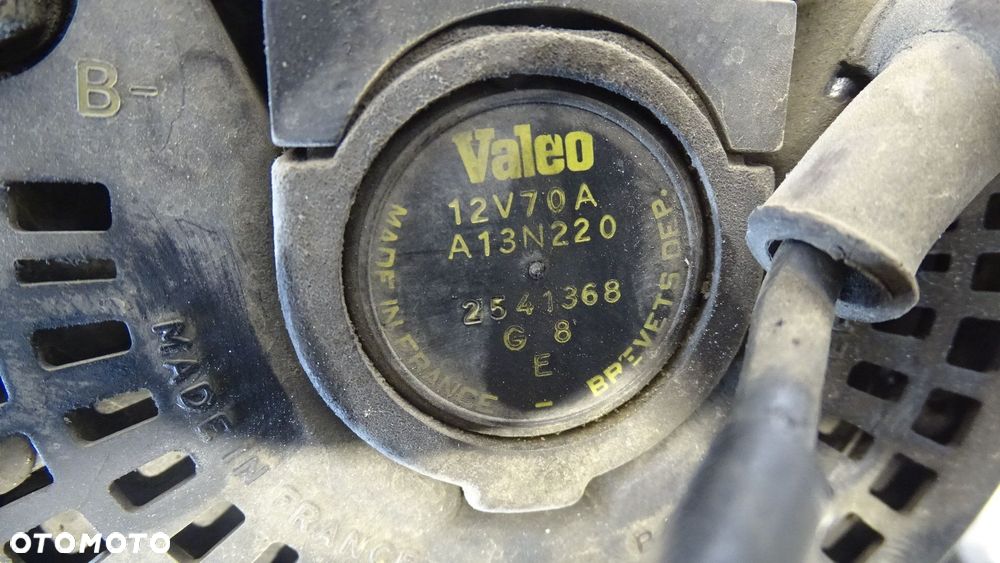 B-
Valeo
12V70A
A13N220
2541368
G 8
E
MADE IN FRANCE - BREVETS DEP.
MADE IN FRANCE
OTOMOTO